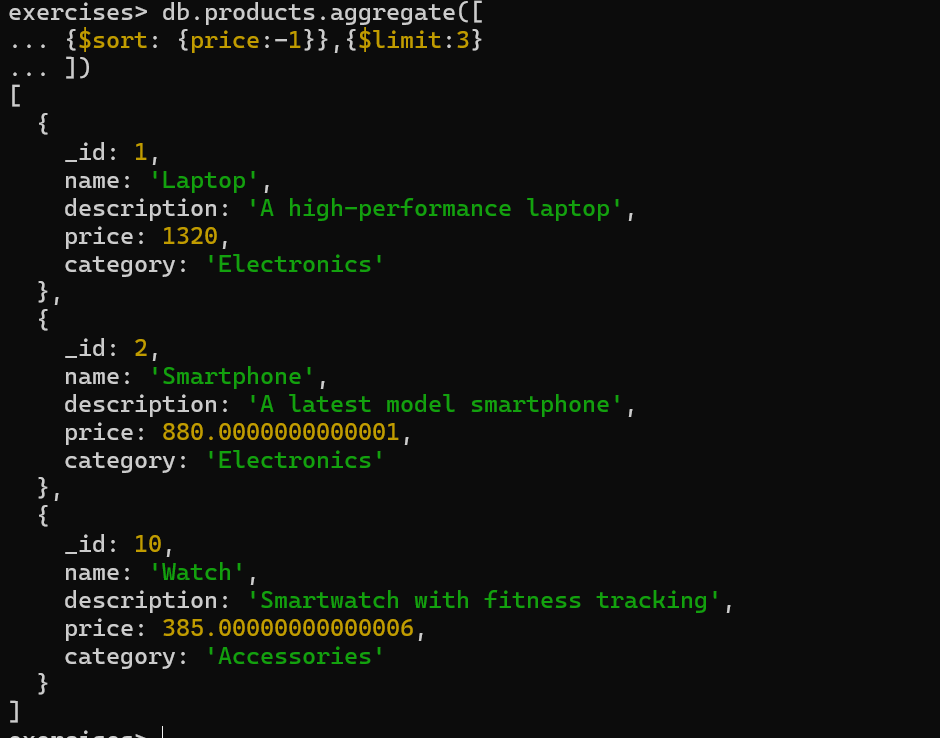 exercises> db.products.aggregate([
... {$sort: {price:-1}},{$limit:3}
... ])
[
  {
    _id: 1,
    name: 'Laptop',
    description: 'A high-performance laptop',
    price: 1320,
    category: 'Electronics'
  },
  {
    _id: 2,
    name: 'Smartphone',
    description: 'A latest model smartphone',
    price: 880.0000000000001,
    category: 'Electronics'
  },
  {
    _id: 10,
    name: 'Watch',
    description: 'Smartwatch with fitness tracking',
    price: 385.00000000000006,
    category: 'Accessories'
  }
]
exercises>